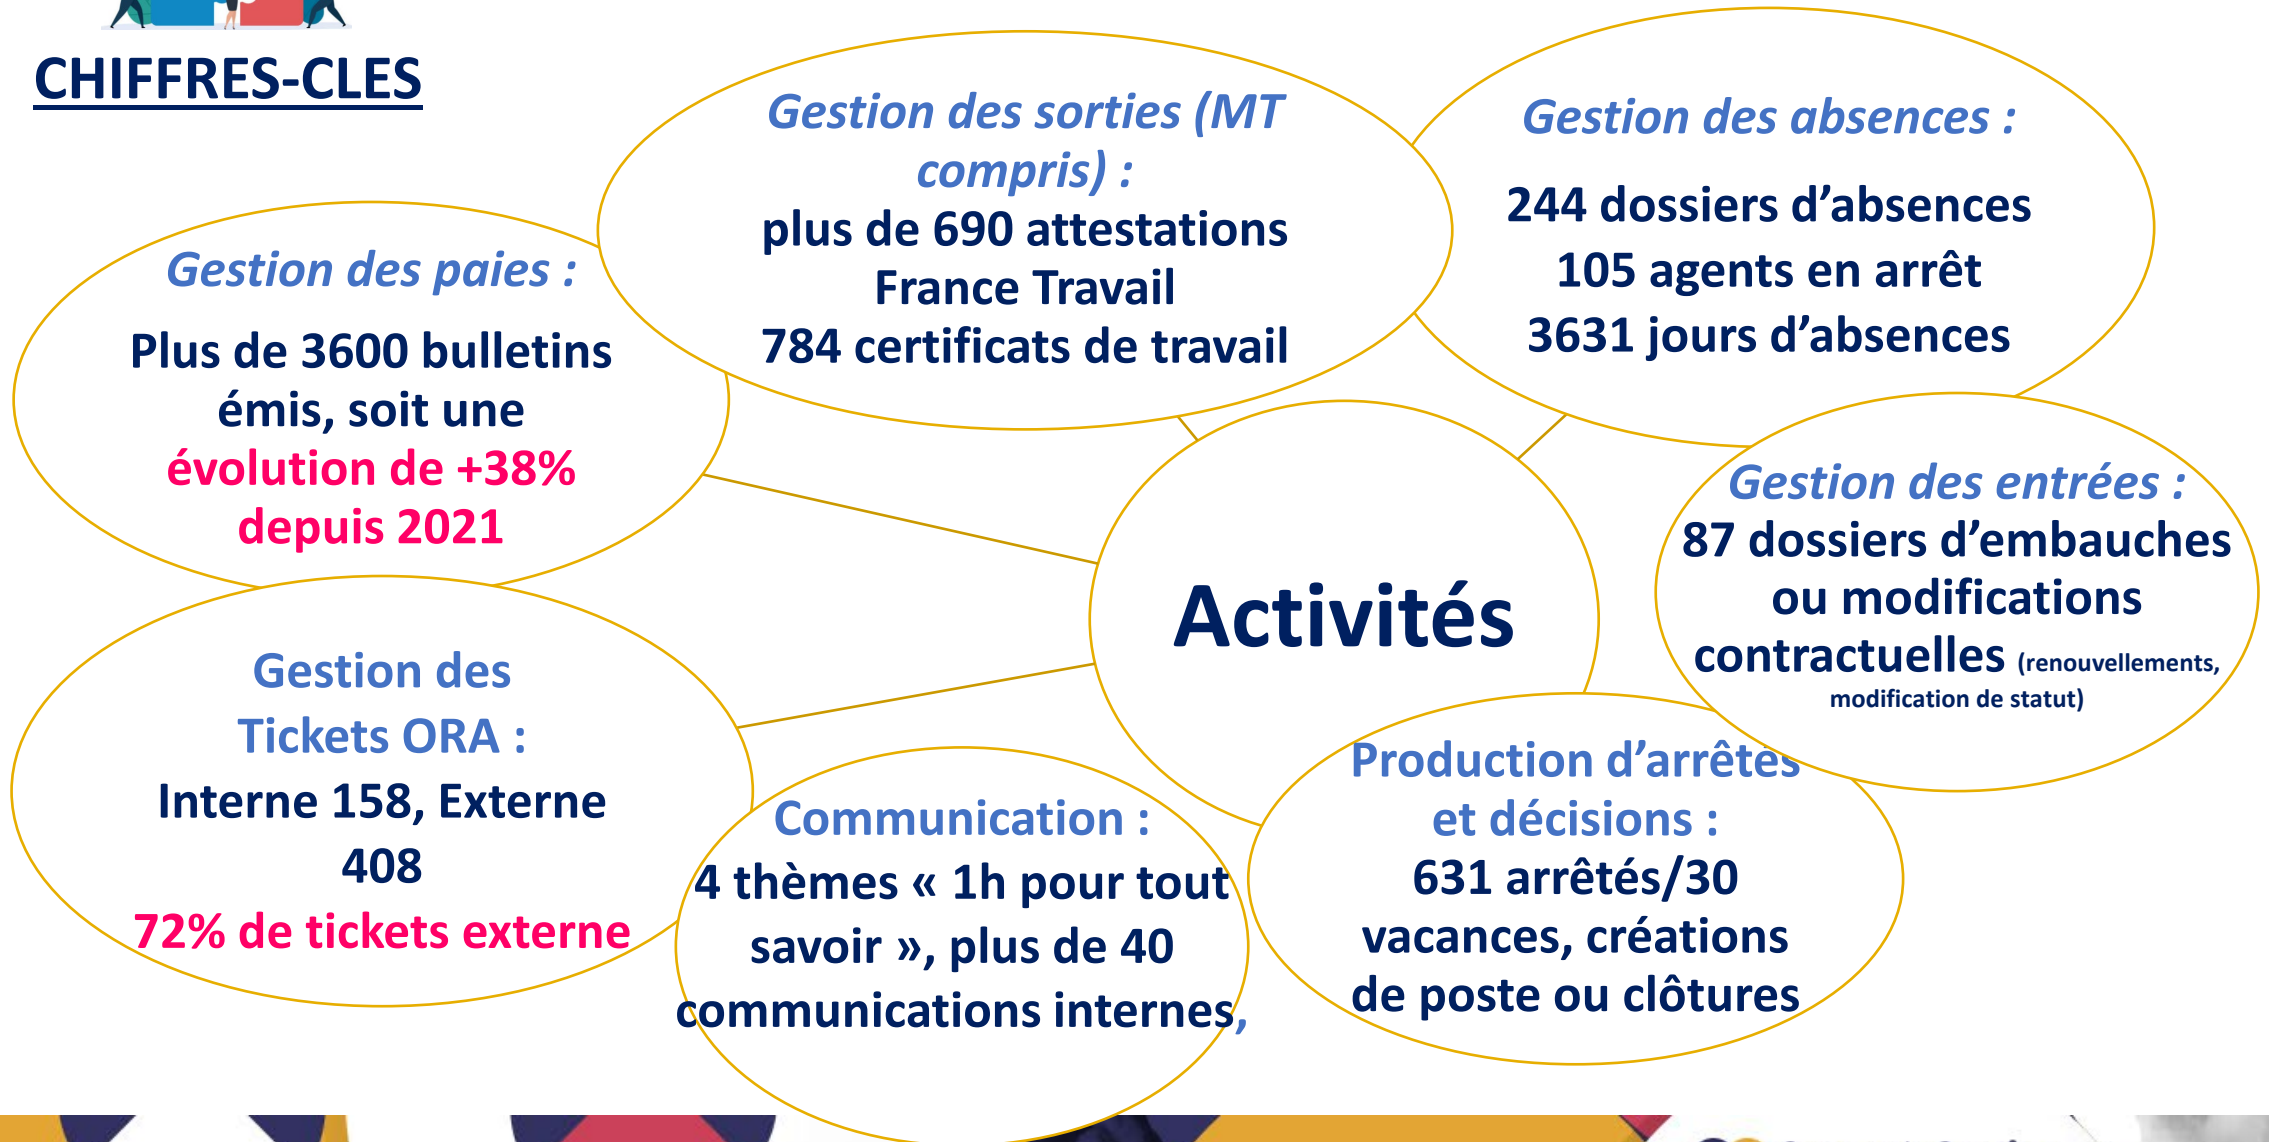 CHIFFRES-CLES
Gestion des sorties (MT
compris) :
plus de 690 attestations
France Travail
784 certificats de travail
Gestion des absences :
244 dossiers d’absences
105 agents en arrêt
3631 jours d’absences
Gestion des paies :
Plus de 3600 bulletins
émis, soit une
évolution de +38%
depuis 2021
Gestion des entrées :
87 dossiers d’embauches
ou modifications
contractuelles (renouvellements,
modification de statut)
Activités
Gestion des
Tickets ORA :
Interne 158, Externe
408
72% de tickets externe
Communication :
4 thèmes « 1h pour tout
savoir », plus de 40
communications internes,
Production d’arrêtés
et décisions :
631 arrêtés/30
vacances, créations
de poste ou clôtures